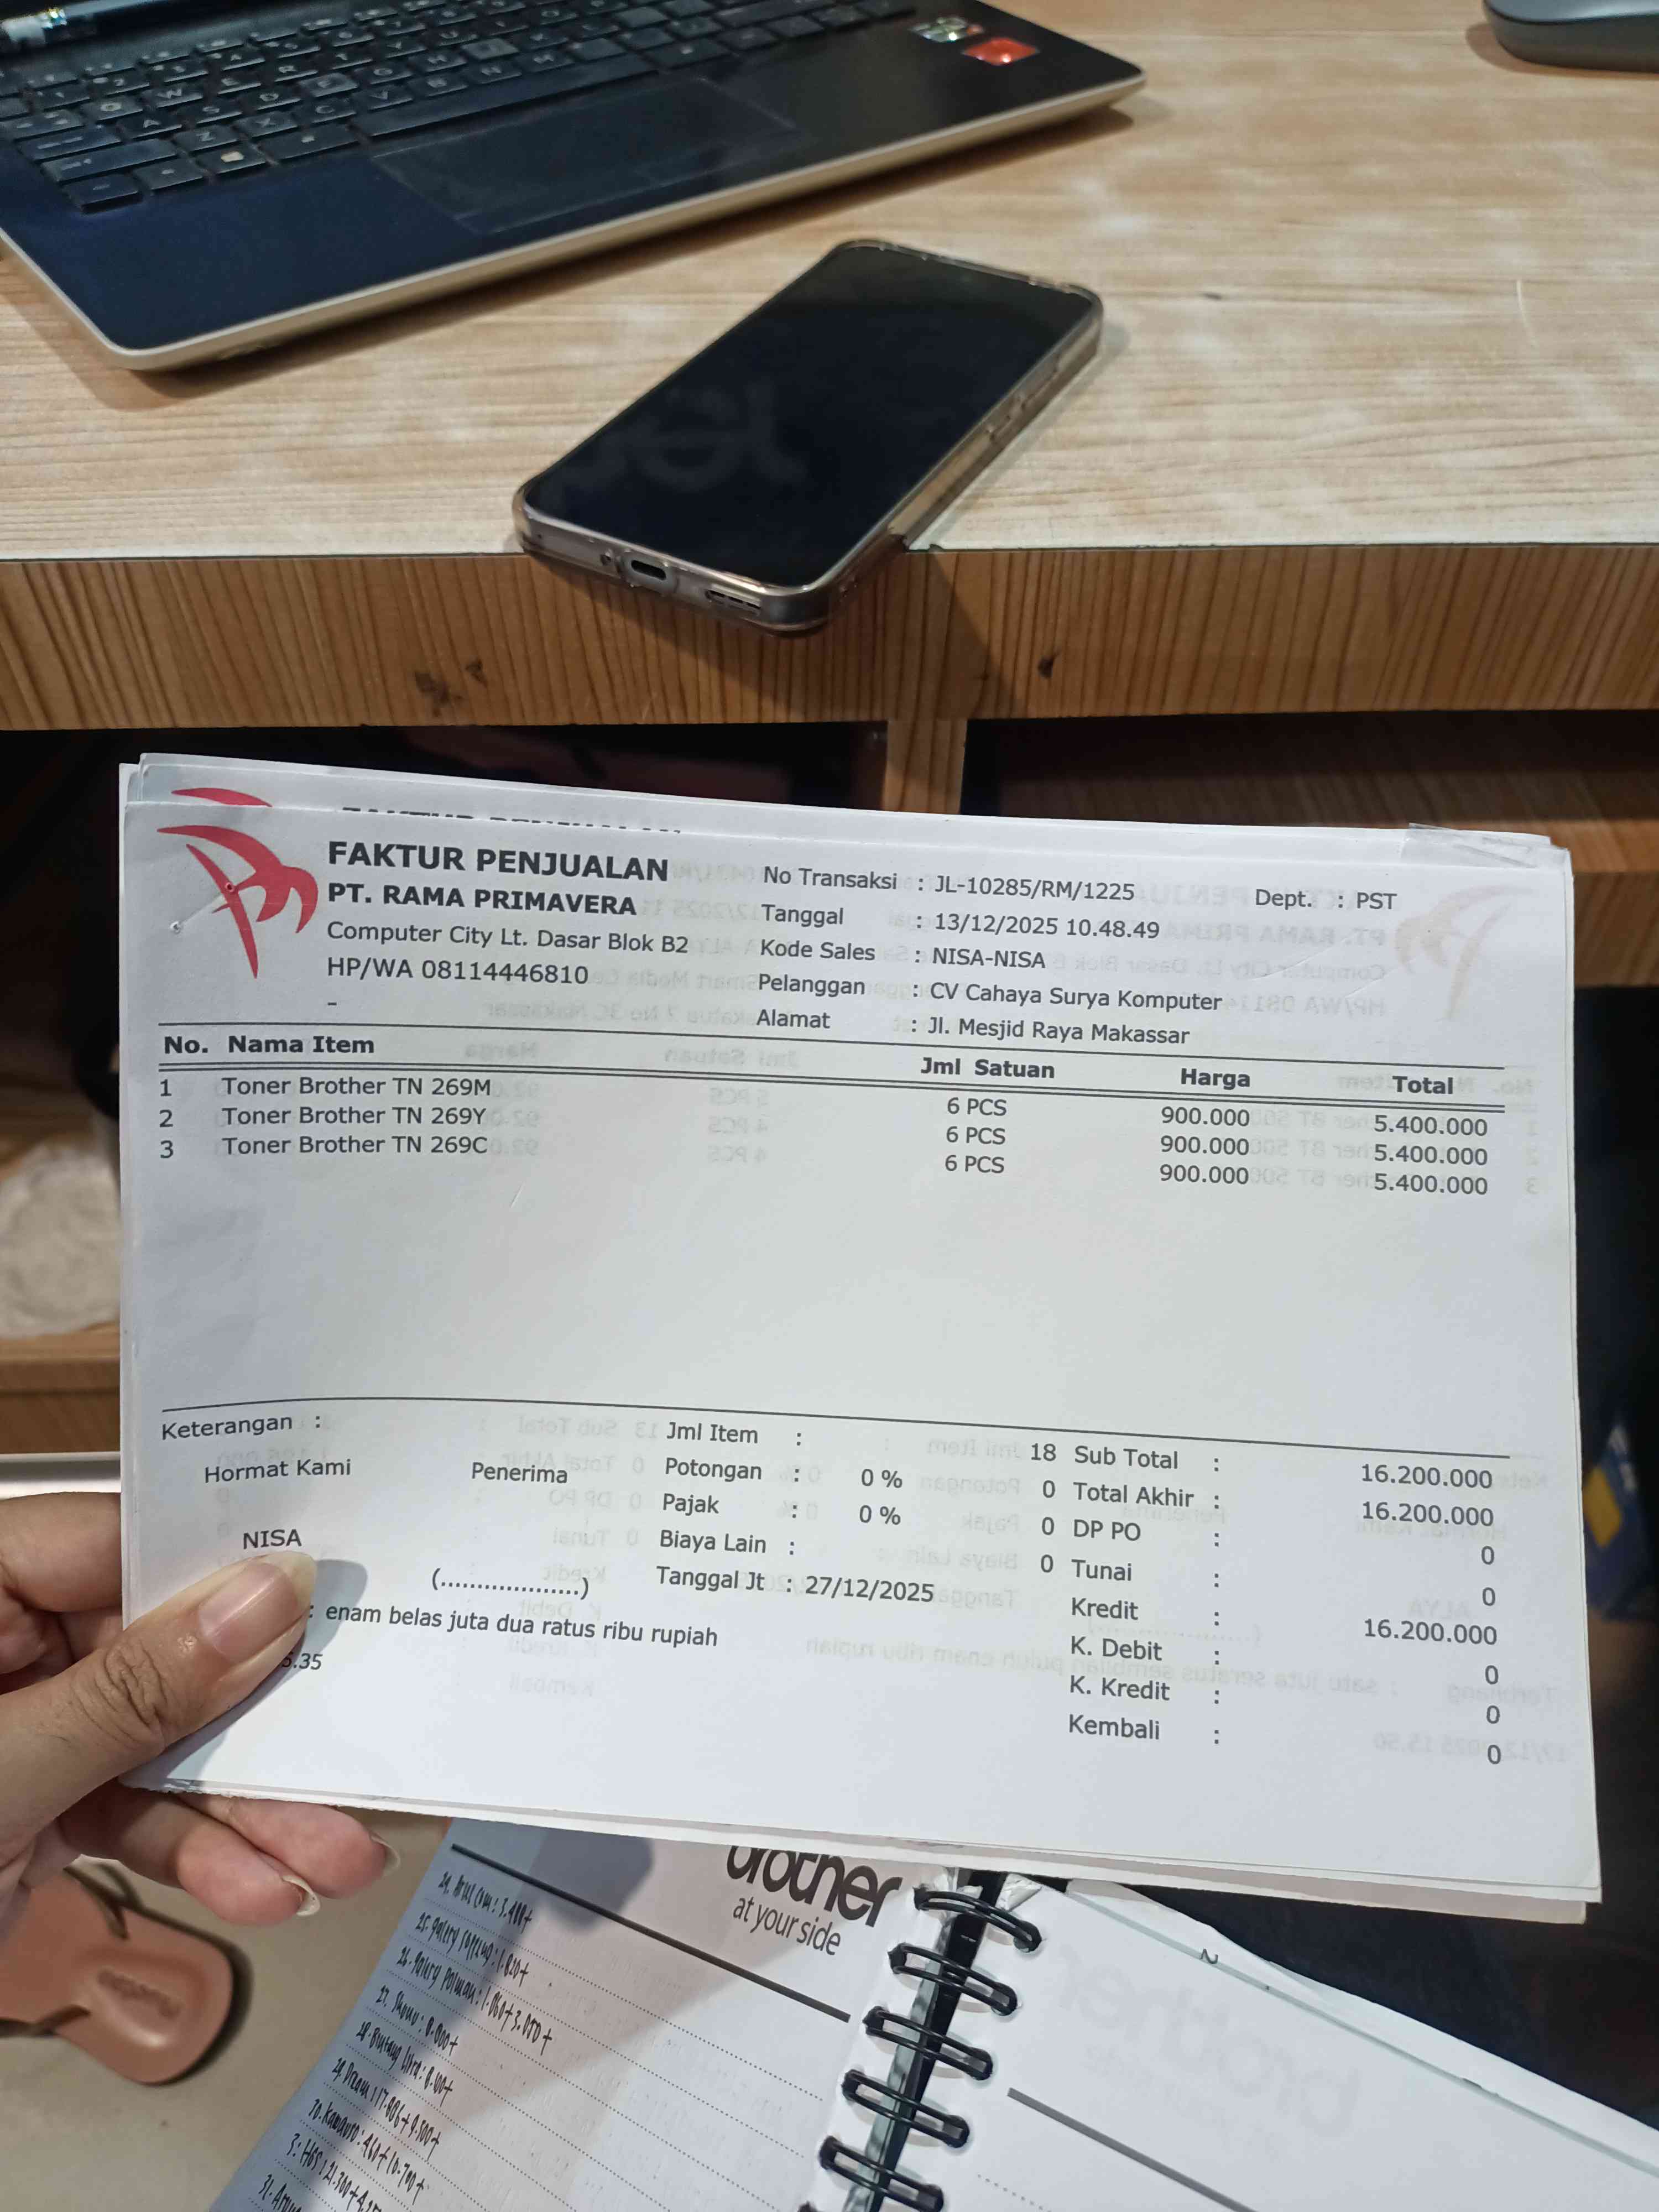 FAKTUR PENJUALAN
PT. RAMA PRIMAVERA
Computer City Lt. Dasar Blok B2
HP/WA 08114446810
-
No Transaksi : JL-10285/RM/1225 Dept. : PST
Tanggal : 13/12/2025 10.48.49
Kode Sales : NISA-NISA
Pelanggan : CV Cahaya Surya Komputer
Alamat : Jl. Mesjid Raya Makassar
No. Nama Item Jml Satuan Harga Total
1 Toner Brother TN 269M 6 PCS 900.000 5.400.000
2 Toner Brother TN 269Y 6 PCS 900.000 5.400.000
3 Toner Brother TN 269C 6 PCS 900.000 5.400.000
Keterangan :
Hormat Kami Penerima
NISA
(...................)
: enam belas juta dua ratus ribu rupiah
.35
Jml Item : 18
Potongan : 0 % 0
Pajak : 0 % 0
Biaya Lain : 0
Tanggal Jt : 27/12/2025
Sub Total : 16.200.000
Total Akhir : 16.200.000
DP PO : 0
Tunai : 0
Kredit : 16.200.000
K. Debit : 0
K. Kredit : 0
Kembali : 0
brother
at your side